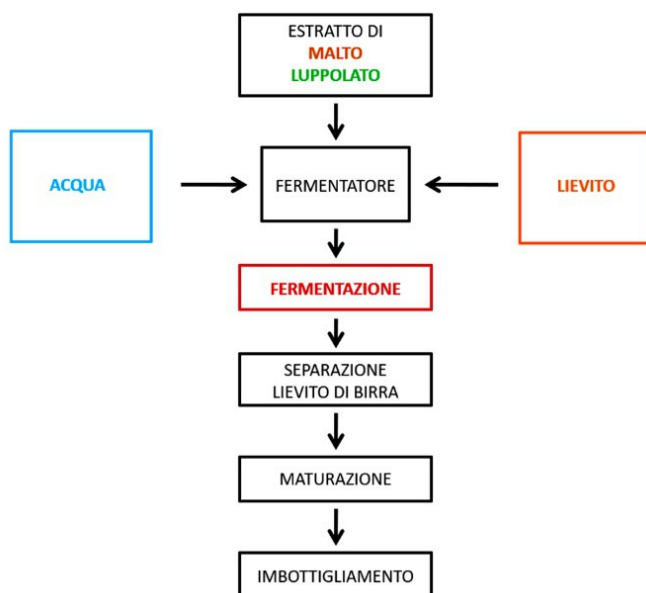 ESTRATTO DI
MALTO
LUPPOLATO
ACQUA
FERMENTATORE
LIEVITO
FERMENTAZIONE
SEPARAZIONE
LIEVITO DI BIRRA
MATURAZIONE
IMBOTTIGLIAMENTO